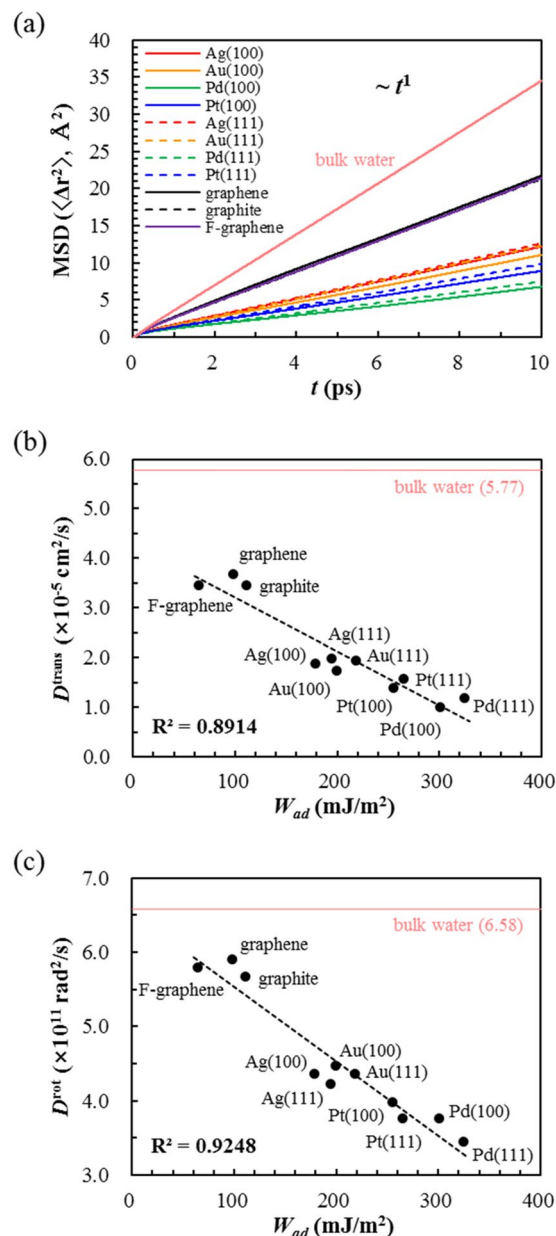 (a)
40
35
30
25
20
15
10
5
0
MSD (⟨Δr²⟩, Å²)
Ag(100)
Au(100)
Pd(100)
Pt(100)
Ag(111)
Au(111)
Pd(111)
Pt(111)
graphene
graphite
F-graphene
~ t¹
bulk water
0 2 4 6 8 10
t (ps)
(b)
6.0
5.0
4.0
3.0
2.0
1.0
0.0
D^trans (×10⁻⁵ cm²/s)
bulk water (5.77)
graphene
graphite
F-graphene
Ag(111)
Ag(100)
Au(111)
Au(100)
Pt(111)
Pt(100)
Pd(111)
Pd(100)
R² = 0.8914
0 100 200 300 400
W_ad (mJ/m²)
(c)
7.0
6.0
5.0
4.0
3.0
D^rot (×10¹¹ rad²/s)
bulk water (6.58)
graphene
graphite
F-graphene
Au(100)
Ag(100)
Au(111)
Ag(111)
Pt(100)
Pd(100)
Pt(111)
Pd(111)
R² = 0.9248
0 100 200 300 400
W_ad (mJ/m²)